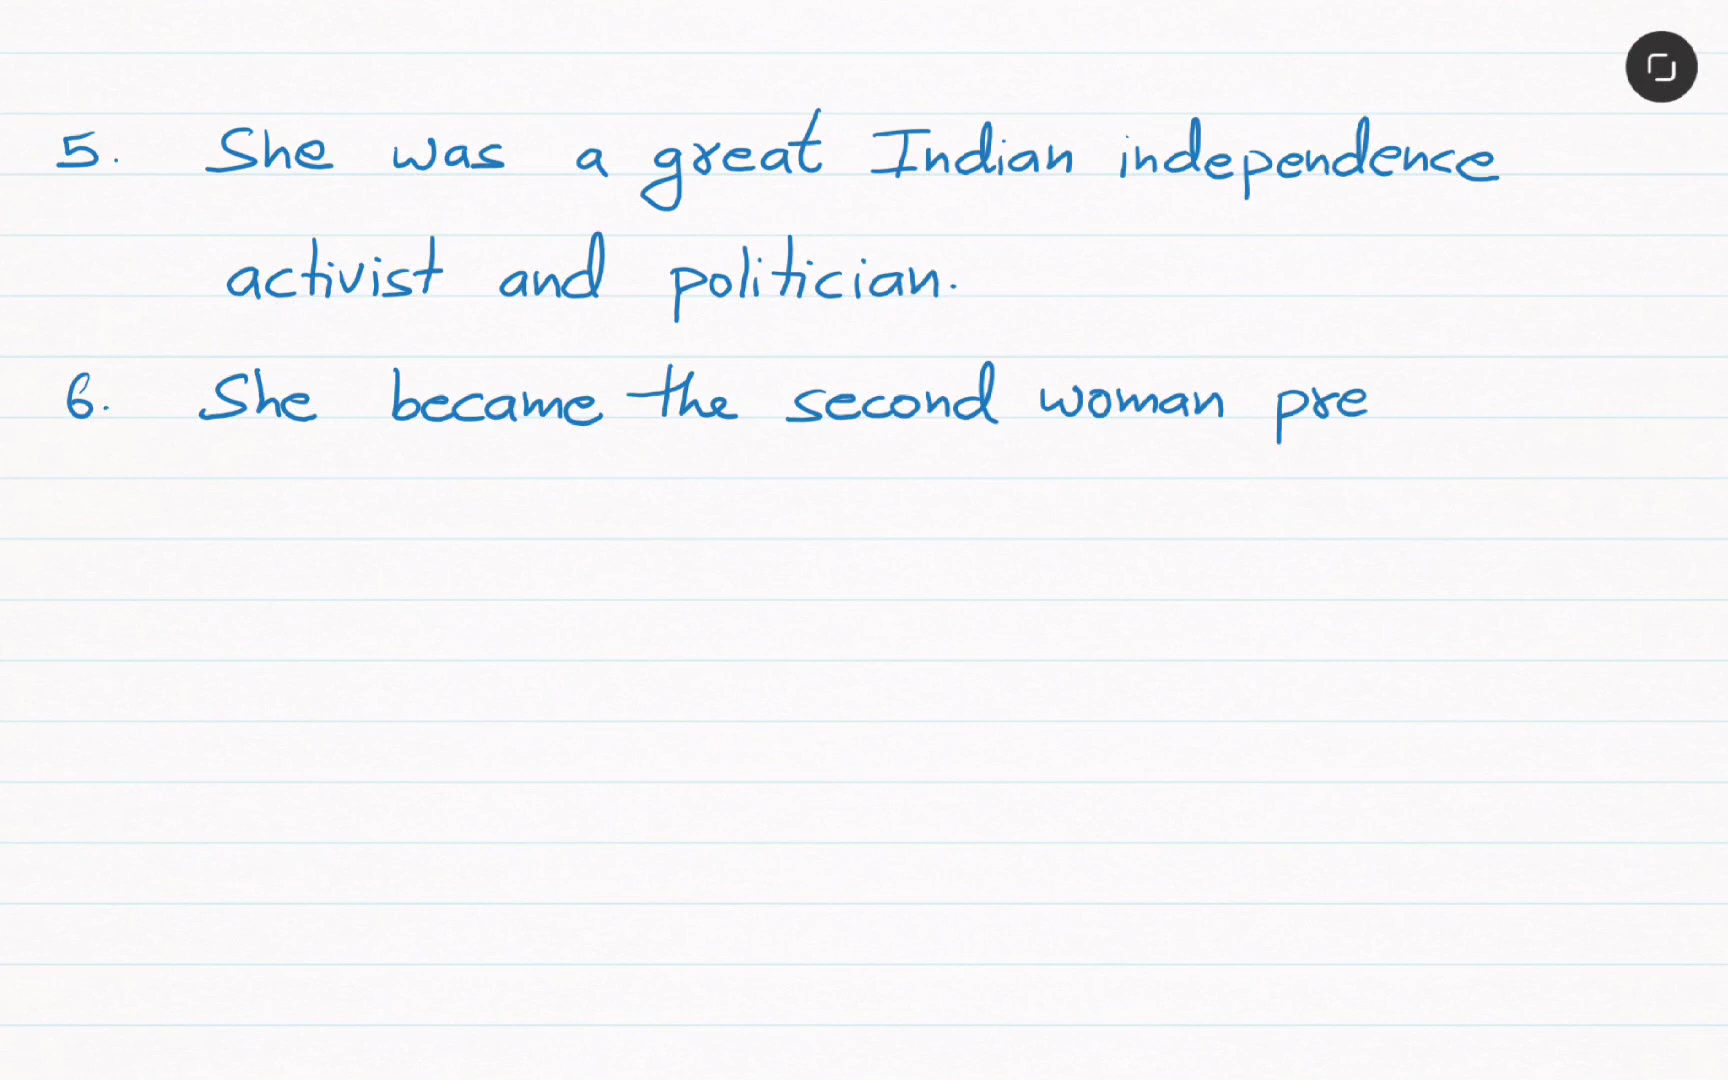 5. She was a great Indian independence
activist and politician.
6. She became the second woman pre